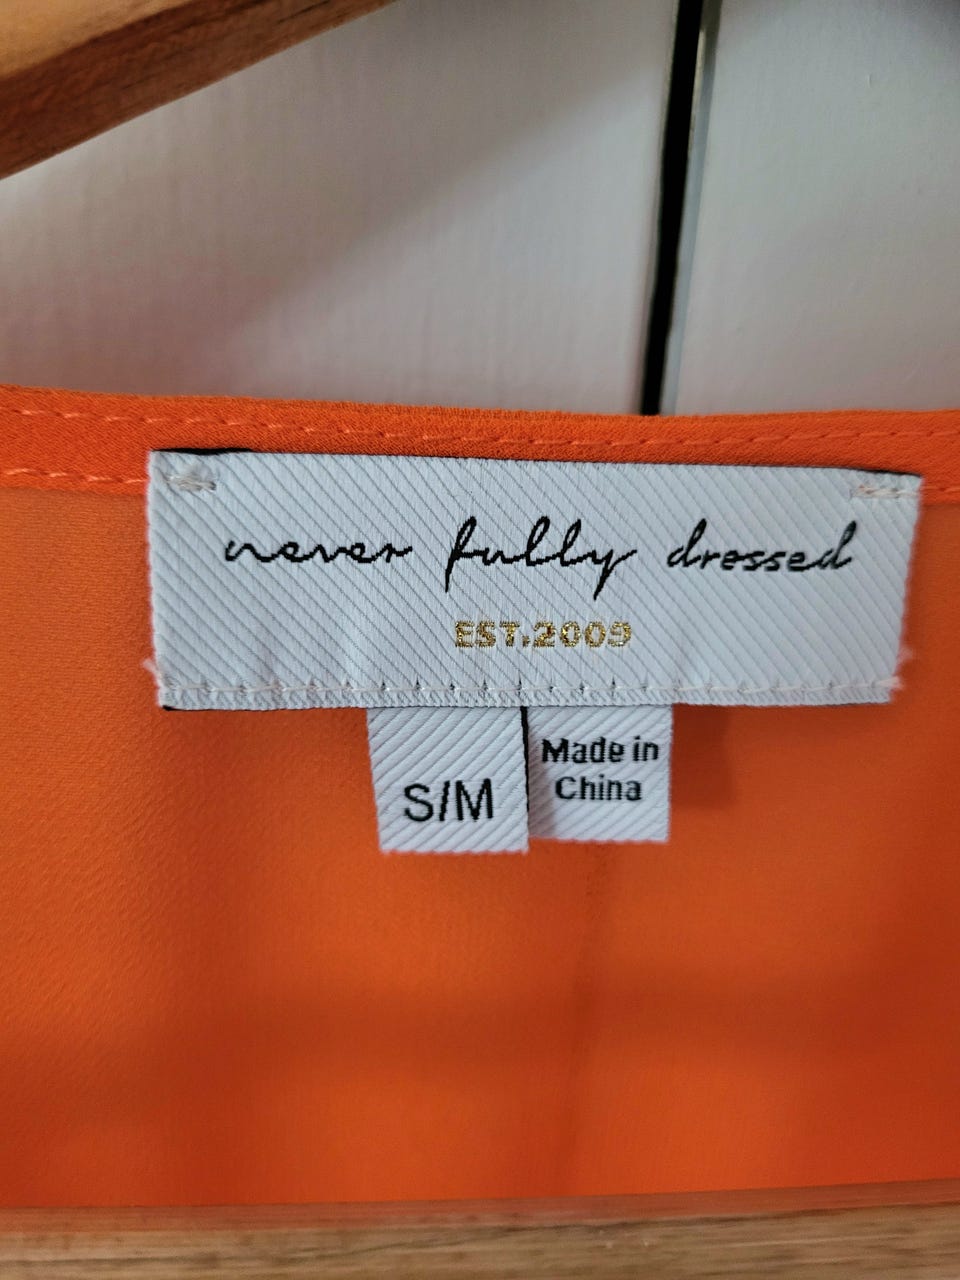 never fully dressed
EST.2009
S/M
Made in
China